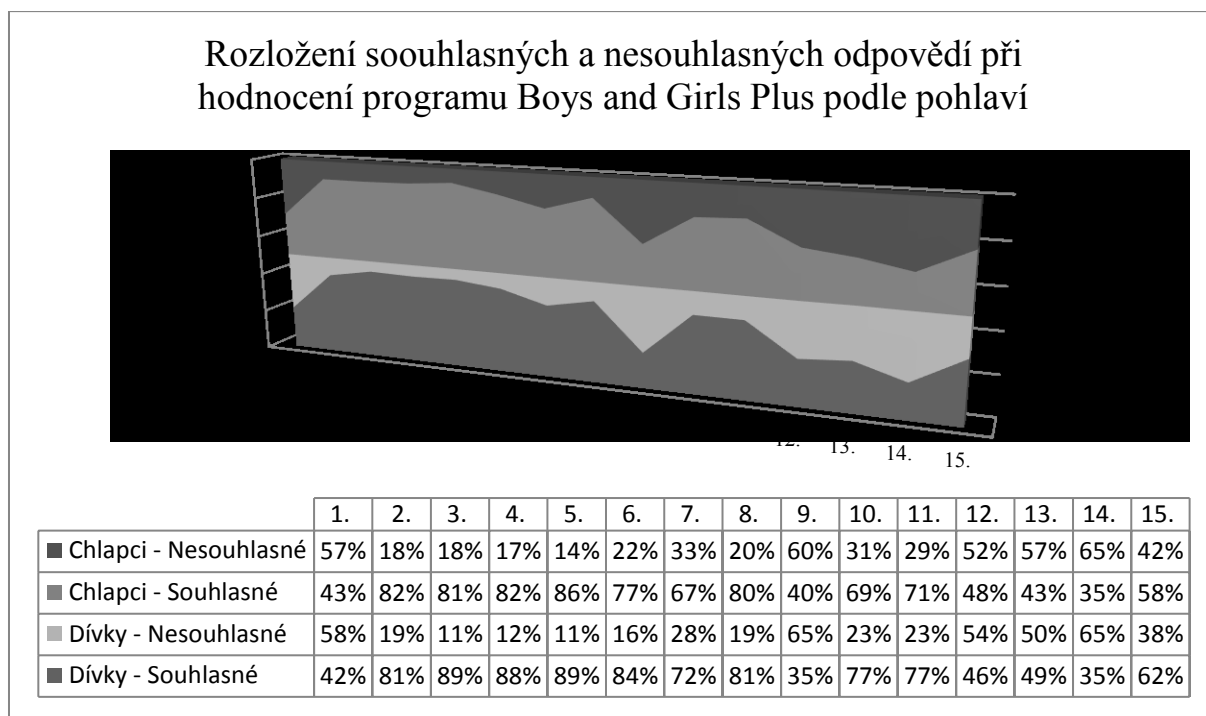 Rozložení soouhlasných a nesouhlasných odpovědí při
hodnocení programu Boys and Girls Plus podle pohlaví
12. 13. 14. 15.
1. 2. 3. 4. 5. 6. 7. 8. 9. 10. 11. 12. 13. 14. 15.
Chlapci - Nesouhlasné 57% 18% 18% 17% 14% 22% 33% 20% 60% 31% 29% 52% 57% 65% 42%
Chlapci - Souhlasné 43% 82% 81% 82% 86% 77% 67% 80% 40% 69% 71% 48% 43% 35% 58%
Dívky - Nesouhlasné 58% 19% 11% 12% 11% 16% 28% 19% 65% 23% 23% 54% 50% 65% 38%
Dívky - Souhlasné 42% 81% 89% 88% 89% 84% 72% 81% 35% 77% 77% 46% 49% 35% 62%